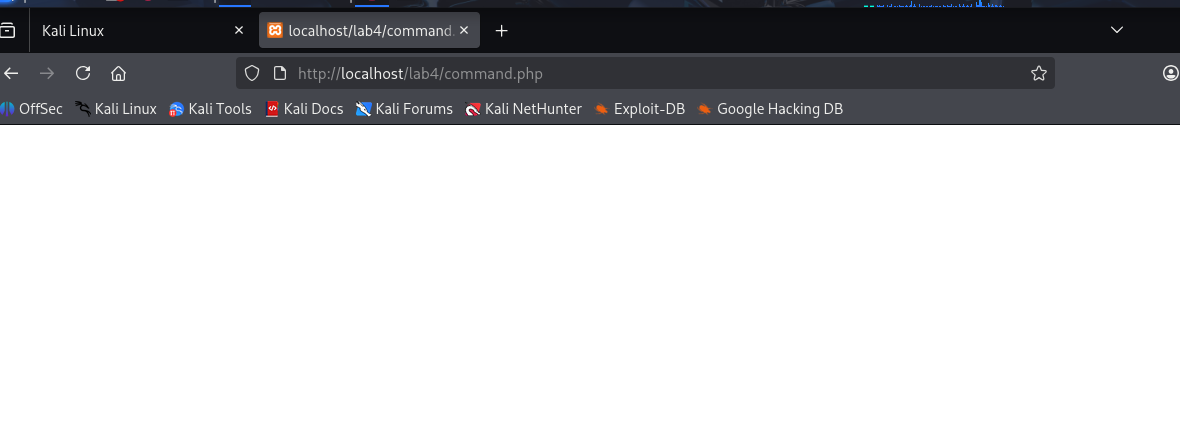 Kali Linux
localhost/lab4/command.
http://localhost/lab4/command.php
OffSec Kali Linux Kali Tools Kali Docs Kali Forums Kali NetHunter Exploit-DB Google Hacking DB